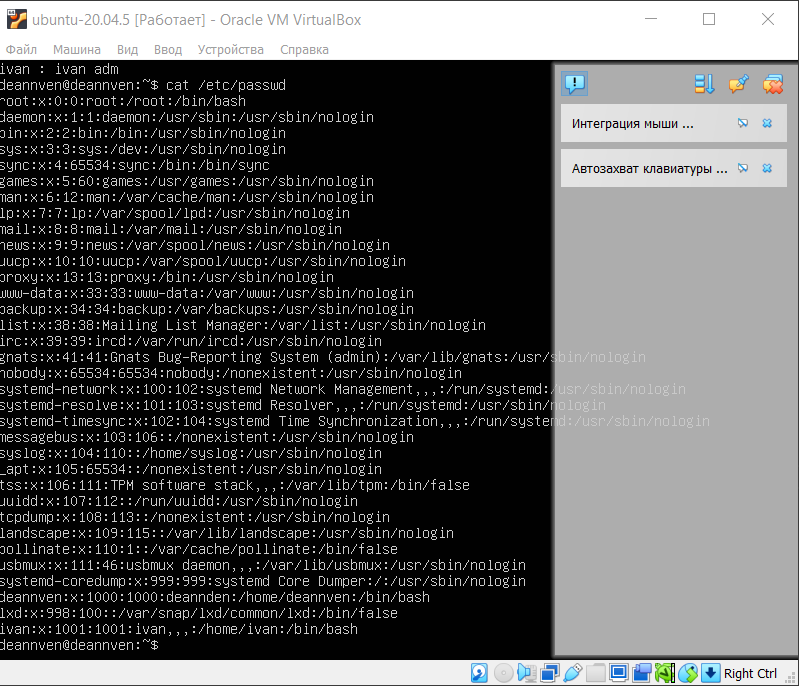 ubuntu-20.04.5 [Работает] - Oracle VM VirtualBox
Файл Машина Вид Ввод Устройства Справка
ivan : ivan adm
deannven@deannven:~$ cat /etc/passwd
root:x:0:0:root:/root:/bin/bash
daemon:x:1:1:daemon:/usr/sbin:/usr/sbin/nologin
bin:x:2:2:bin:/bin:/usr/sbin/nologin
sys:x:3:3:sys:/dev:/usr/sbin/nologin
sync:x:4:65534:sync:/bin:/bin/sync
games:x:5:60:games:/usr/games:/usr/sbin/nologin
man:x:6:12:man:/var/cache/man:/usr/sbin/nologin
lp:x:7:7:lp:/var/spool/lpd:/usr/sbin/nologin
mail:x:8:8:mail:/var/mail:/usr/sbin/nologin
news:x:9:9:news:/var/spool/news:/usr/sbin/nologin
uucp:x:10:10:uucp:/var/spool/uucp:/usr/sbin/nologin
proxy:x:13:13:proxy:/bin:/usr/sbin/nologin
www-data:x:33:33:www-data:/var/www:/usr/sbin/nologin
backup:x:34:34:backup:/var/backups:/usr/sbin/nologin
list:x:38:38:Mailing List Manager:/var/list:/usr/sbin/nologin
irc:x:39:39:ircd:/var/run/ircd:/usr/sbin/nologin
gnats:x:41:41:Gnats Bug-Reporting System (admin):/var/lib/gnats:/usr/sbin/nologin
nobody:x:65534:65534:nobody:/nonexistent:/usr/sbin/nologin
systemd-network:x:100:102:systemd Network Management,,,:/run/systemd:/usr/sbin/nologin
systemd-resolve:x:101:103:systemd Resolver,,,:/run/systemd:/usr/sbin/nologin
systemd-timesync:x:102:104:systemd Time Synchronization,,,:/run/systemd:/usr/sbin/nologin
messagebus:x:103:106::/nonexistent:/usr/sbin/nologin
syslog:x:104:110::/home/syslog:/usr/sbin/nologin
_apt:x:105:65534::/nonexistent:/usr/sbin/nologin
tss:x:106:111:TPM software stack,,,:/var/lib/tpm:/bin/false
uuidd:x:107:112::/run/uuidd:/usr/sbin/nologin
tcpdump:x:108:113::/nonexistent:/usr/sbin/nologin
landscape:x:109:115::/var/lib/landscape:/usr/sbin/nologin
pollinate:x:110:1::/var/cache/pollinate:/bin/false
usbmux:x:111:46:usbmux daemon,,,:/var/lib/usbmux:/usr/sbin/nologin
systemd-coredump:x:999:999:systemd Core Dumper:/:/usr/sbin/nologin
deannven:x:1000:1000:deannden:/home/deannven:/bin/bash
lxd:x:998:100::/var/snap/lxd/common/lxd:/bin/false
ivan:x:1001:1001:ivan,,,:/home/ivan:/bin/bash
deannven@deannven:~$
Интеграция мыши ...
Автозахват клавиатуры ...
Right Ctrl